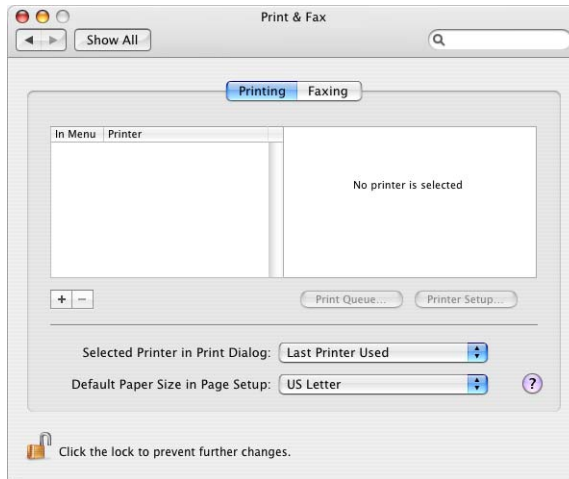 Print & Fax
Show All
Printing Faxing
In Menu Printer
No printer is selected
+ −
Print Queue... Printer Setup...
Selected Printer in Print Dialog: Last Printer Used
Default Paper Size in Page Setup: US Letter ?
Click the lock to prevent further changes.